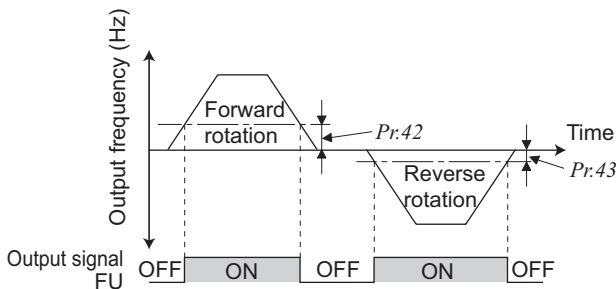 Output frequency (Hz)
Forward
rotation
Pr.42
Time
Pr.43
Reverse
rotation
Output signal
FU
OFF ON OFF ON OFF